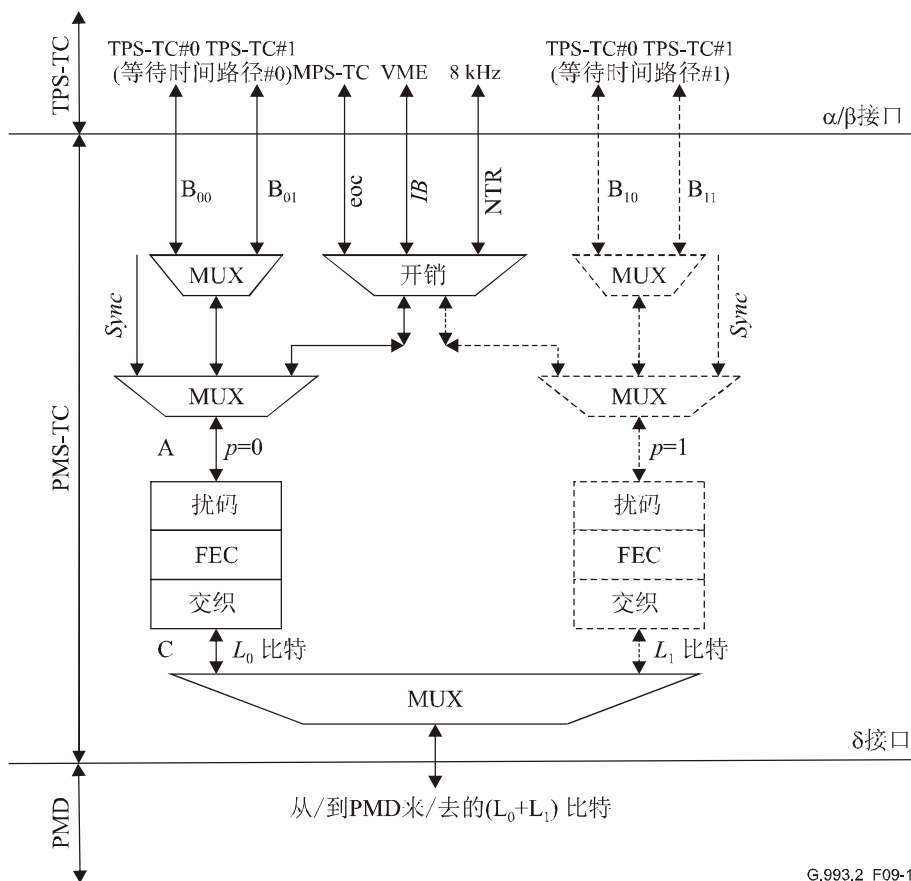 TPS-TC
TPS-TC#0 TPS-TC#1
(等待时间路径#0)
MPS-TC
VME
8 kHz
TPS-TC#0 TPS-TC#1
(等待时间路径#1)
α/β接口
PMS-TC
B00
B01
eoc
IB
NTR
B10
B11
Sync
MUX
开销
MUX
Sync
MUX
MUX
A
p=0
p=1
扰码
扰码
FEC
FEC
交织
交织
C
L0 比特
L1 比特
MUX
δ接口
PMD
从/到PMD来/去的(L0+L1) 比特
G.993.2_F09-1